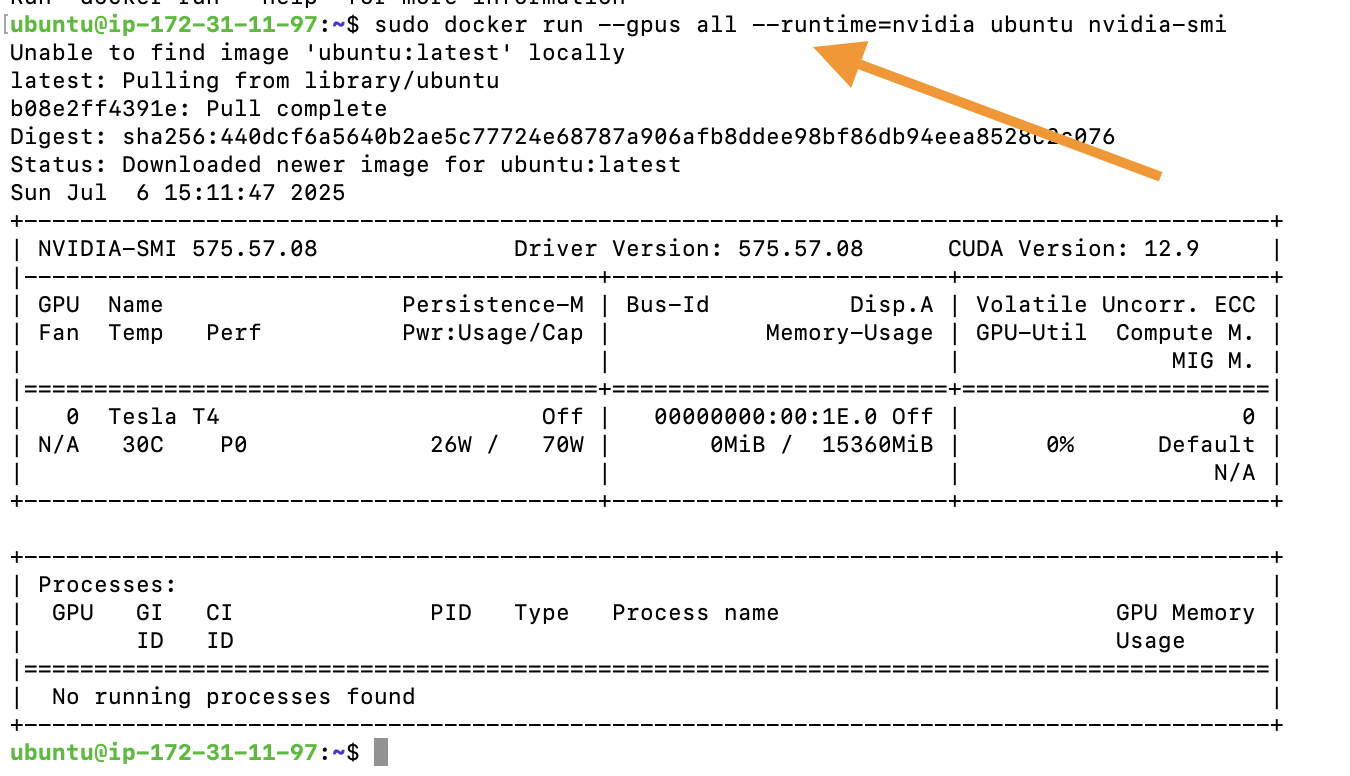 ubuntu@ip-172-31-11-97:~$ sudo docker run --gpus all --runtime=nvidia ubuntu nvidia-smi
Unable to find image 'ubuntu:latest' locally
latest: Pulling from library/ubuntu
b08e2ff4391e: Pull complete
Digest:
Status: Downloaded newer image for ubuntu:latest
Sun Jul  6 15:11:47 2025
+-----------------------------------------------------------------------------------------+
| NVIDIA-SMI 575.57.08              Driver Version: 575.57.08      CUDA Version: 12.9     |
|-----------------------------------------+------------------------+----------------------+
| GPU  Name                 Persistence-M | Bus-Id          Disp.A | Volatile Uncorr. ECC |
| Fan  Temp   Perf          Pwr:Usage/Cap |           Memory-Usage | GPU-Util  Compute M. |
|                                         |                        |               MIG M. |
|=========================================+========================+======================|
|   0  Tesla T4                       Off |   00000000:00:1E.0 Off |                    0 |
| N/A   30C    P0             26W /   70W |       0MiB /  15360MiB |      0%      Default |
|                                         |                        |                  N/A |
+-----------------------------------------+------------------------+----------------------+
+-----------------------------------------------------------------------------------------+
| Processes:                                                                              |
|  GPU   GI   CI              PID   Type   Process name                        GPU Memory |
|        ID   ID                                                               Usage      |
|=========================================================================================|
|  No running processes found                                                             |
+-----------------------------------------------------------------------------------------+
ubuntu@ip-172-31-11-97:~$